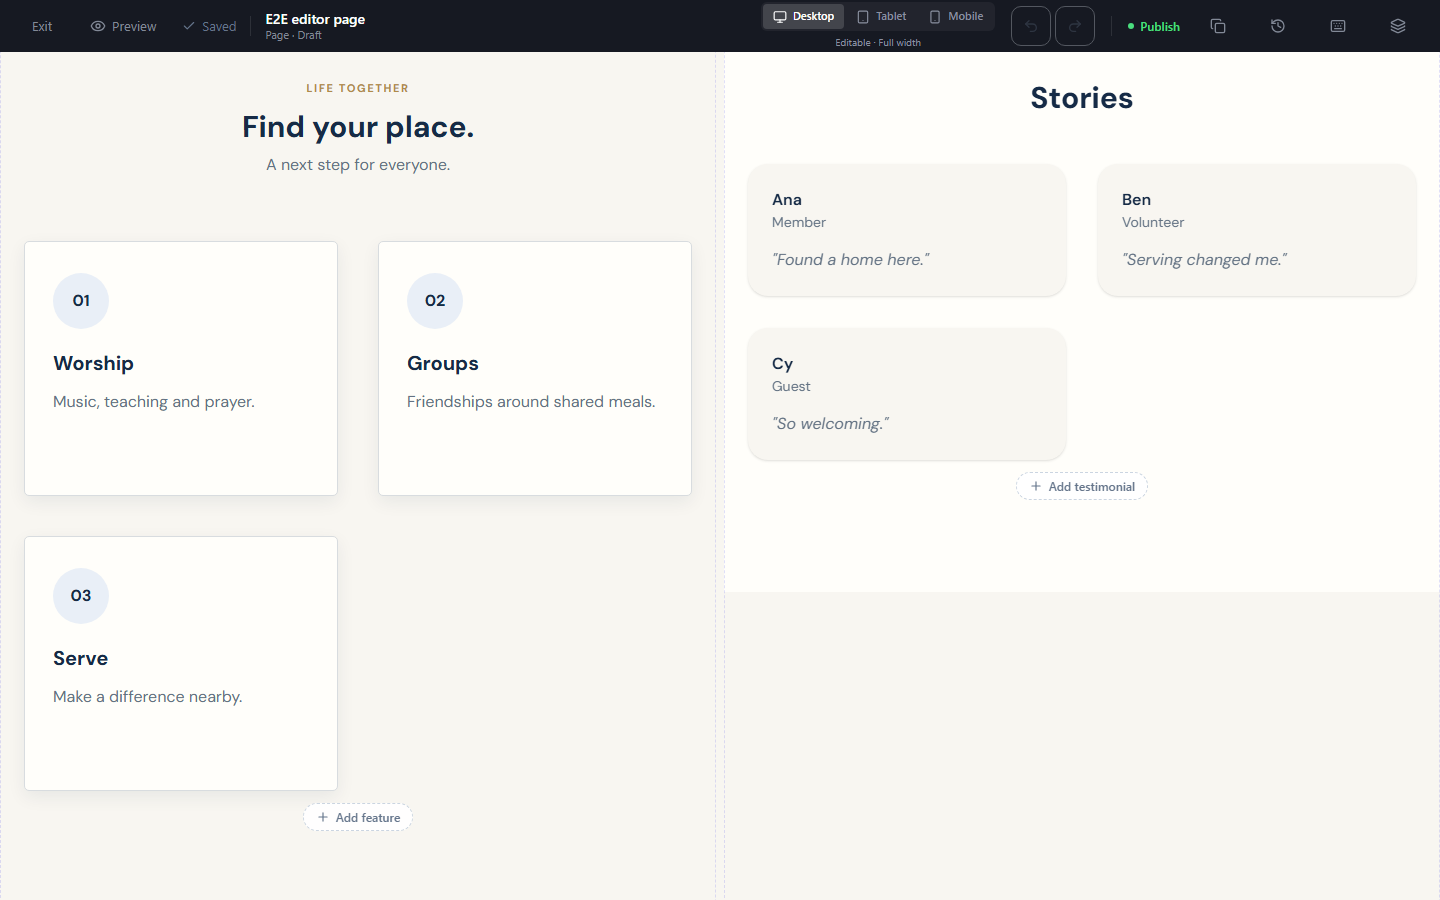 Exit
Preview
Saved
E2E editor page
Page · Draft
Desktop
Tablet
Mobile
Editable · Full width
Publish
LIFE TOGETHER
Find your place.
A next step for everyone.
01
Worship
Music, teaching and prayer.
02
Groups
Friendships around shared meals.
03
Serve
Make a difference nearby.
Add feature
Stories
Ana
Member
"Found a home here."
Ben
Volunteer
"Serving changed me."
Cy
Guest
"So welcoming."
Add testimonial